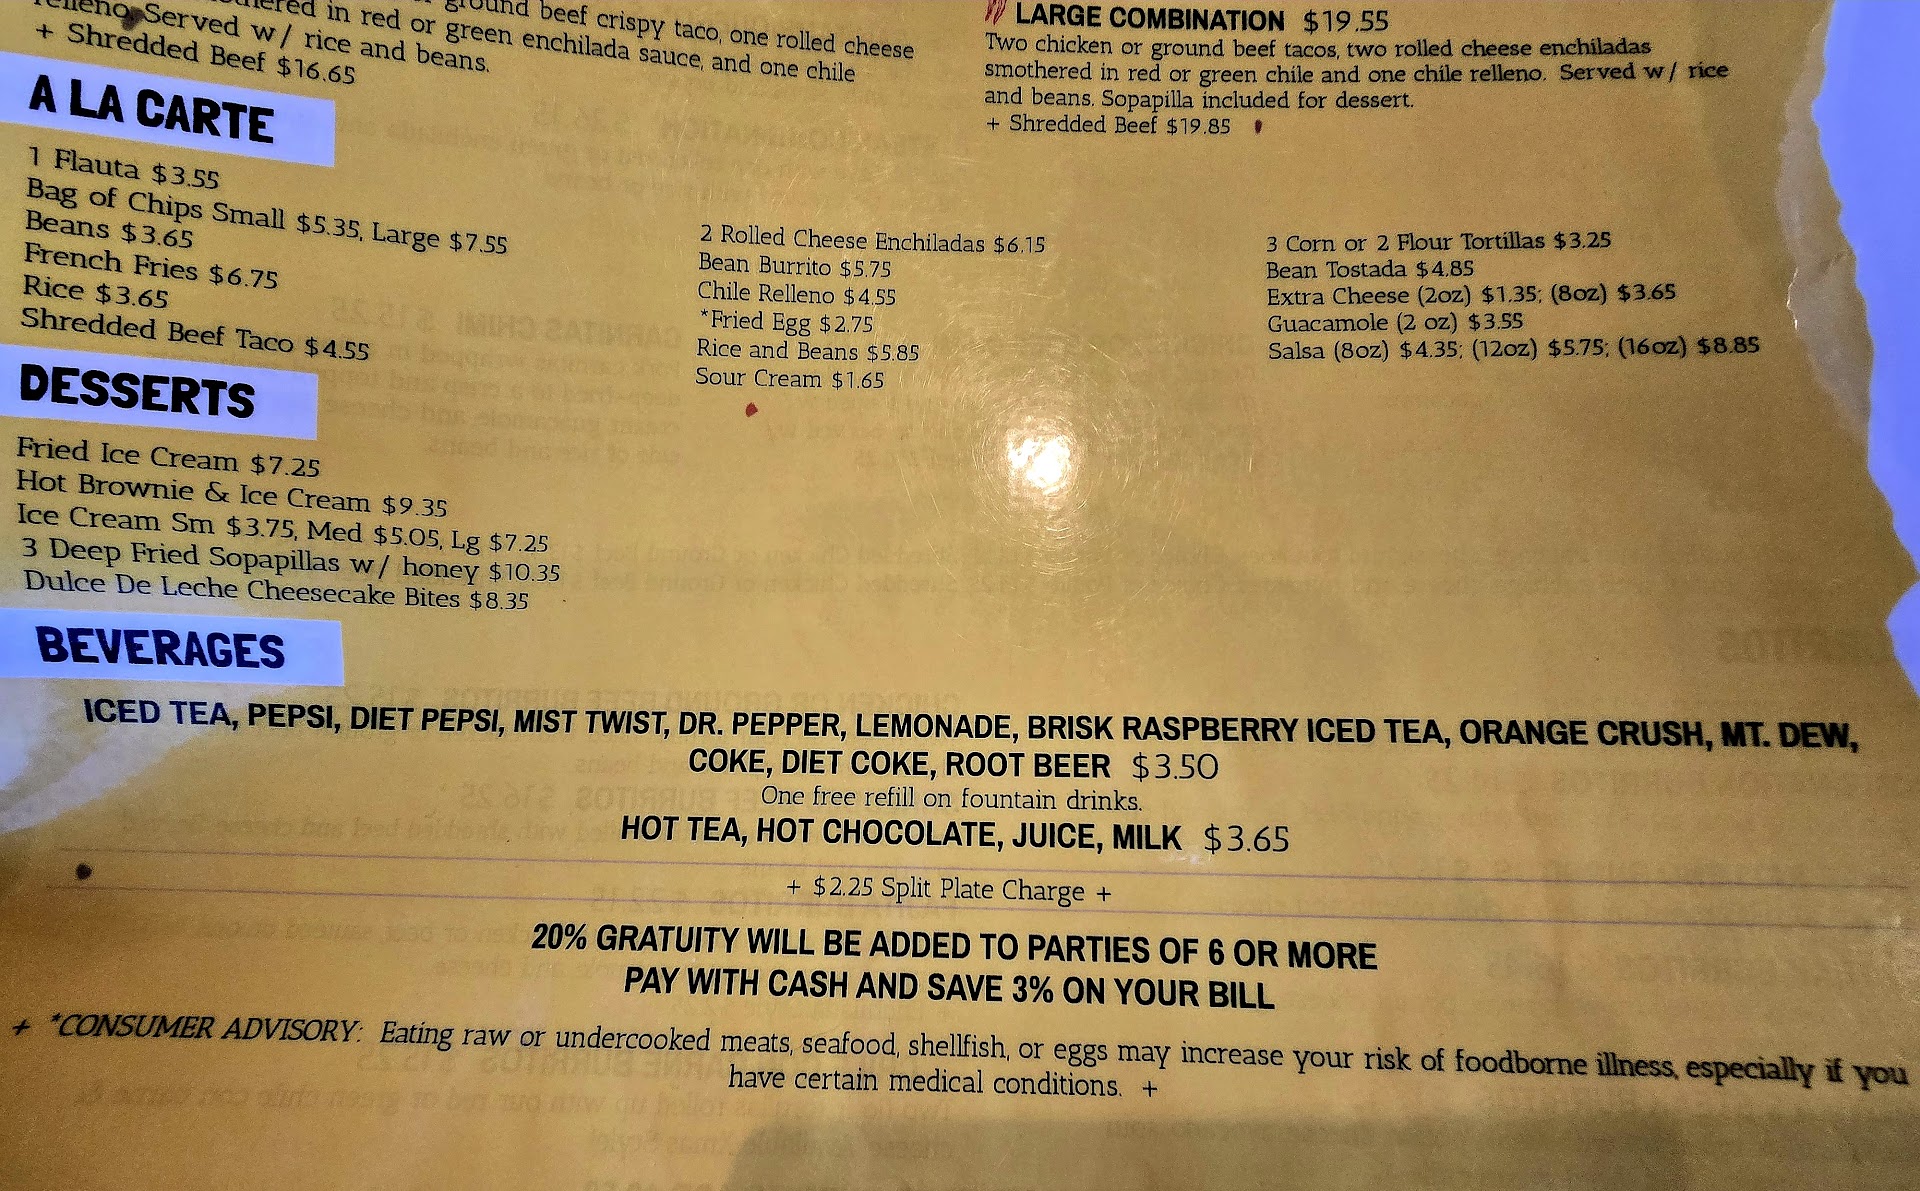 ground beef crispy taco, one rolled cheese
in red or green enchilada sauce, and one chile
Served w/ rice and beans.
+ Shredded Beef $16.65
LARGE COMBINATION $19.55
Two chicken or ground beef tacos, two rolled cheese enchiladas
smothered in red or green chile and one chile relleno. Served w/ rice
and beans. Sopapilla included for dessert.
+ Shredded Beef $19.85
A LA CARTE
1 Flauta $3.55
Bag of Chips Small $5.35, Large $7.55
Beans $3.65
French Fries $6.75
Rice $3.65
Shredded Beef Taco $4.55
2 Rolled Cheese Enchiladas $6.15
Bean Burrito $5.75
Chile Relleno $4.55
*Fried Egg $2.75
Rice and Beans $5.85
Sour Cream $1.65
3 Corn or 2 Flour Tortillas $3.25
Bean Tostada $4.85
Extra Cheese (2oz) $1.35; (8oz) $3.65
Guacamole (2 oz) $3.55
Salsa (8oz) $4.35; (12oz) $5.75; (16oz) $8.85
DESSERTS
Fried Ice Cream $7.25
Hot Brownie & Ice Cream $9.35
Ice Cream Sm $3.75, Med $5.05, Lg $7.25
3 Deep Fried Sopapillas w/ honey $10.35
Dulce De Leche Cheesecake Bites $8.35
BEVERAGES
ICED TEA, PEPSI, DIET PEPSI, MIST TWIST, DR. PEPPER, LEMONADE, BRISK RASPBERRY ICED TEA, ORANGE CRUSH, MT. DEW,
COKE, DIET COKE, ROOT BEER $3.50
One free refill on fountain drinks.
HOT TEA, HOT CHOCOLATE, JUICE, MILK $3.65
+ $2.25 Split Plate Charge +
20% GRATUITY WILL BE ADDED TO PARTIES OF 6 OR MORE
PAY WITH CASH AND SAVE 3% ON YOUR BILL
+ *CONSUMER ADVISORY: Eating raw or undercooked meats, seafood, shellfish, or eggs may increase your risk of foodborne illness, especially if you
have certain medical conditions. +